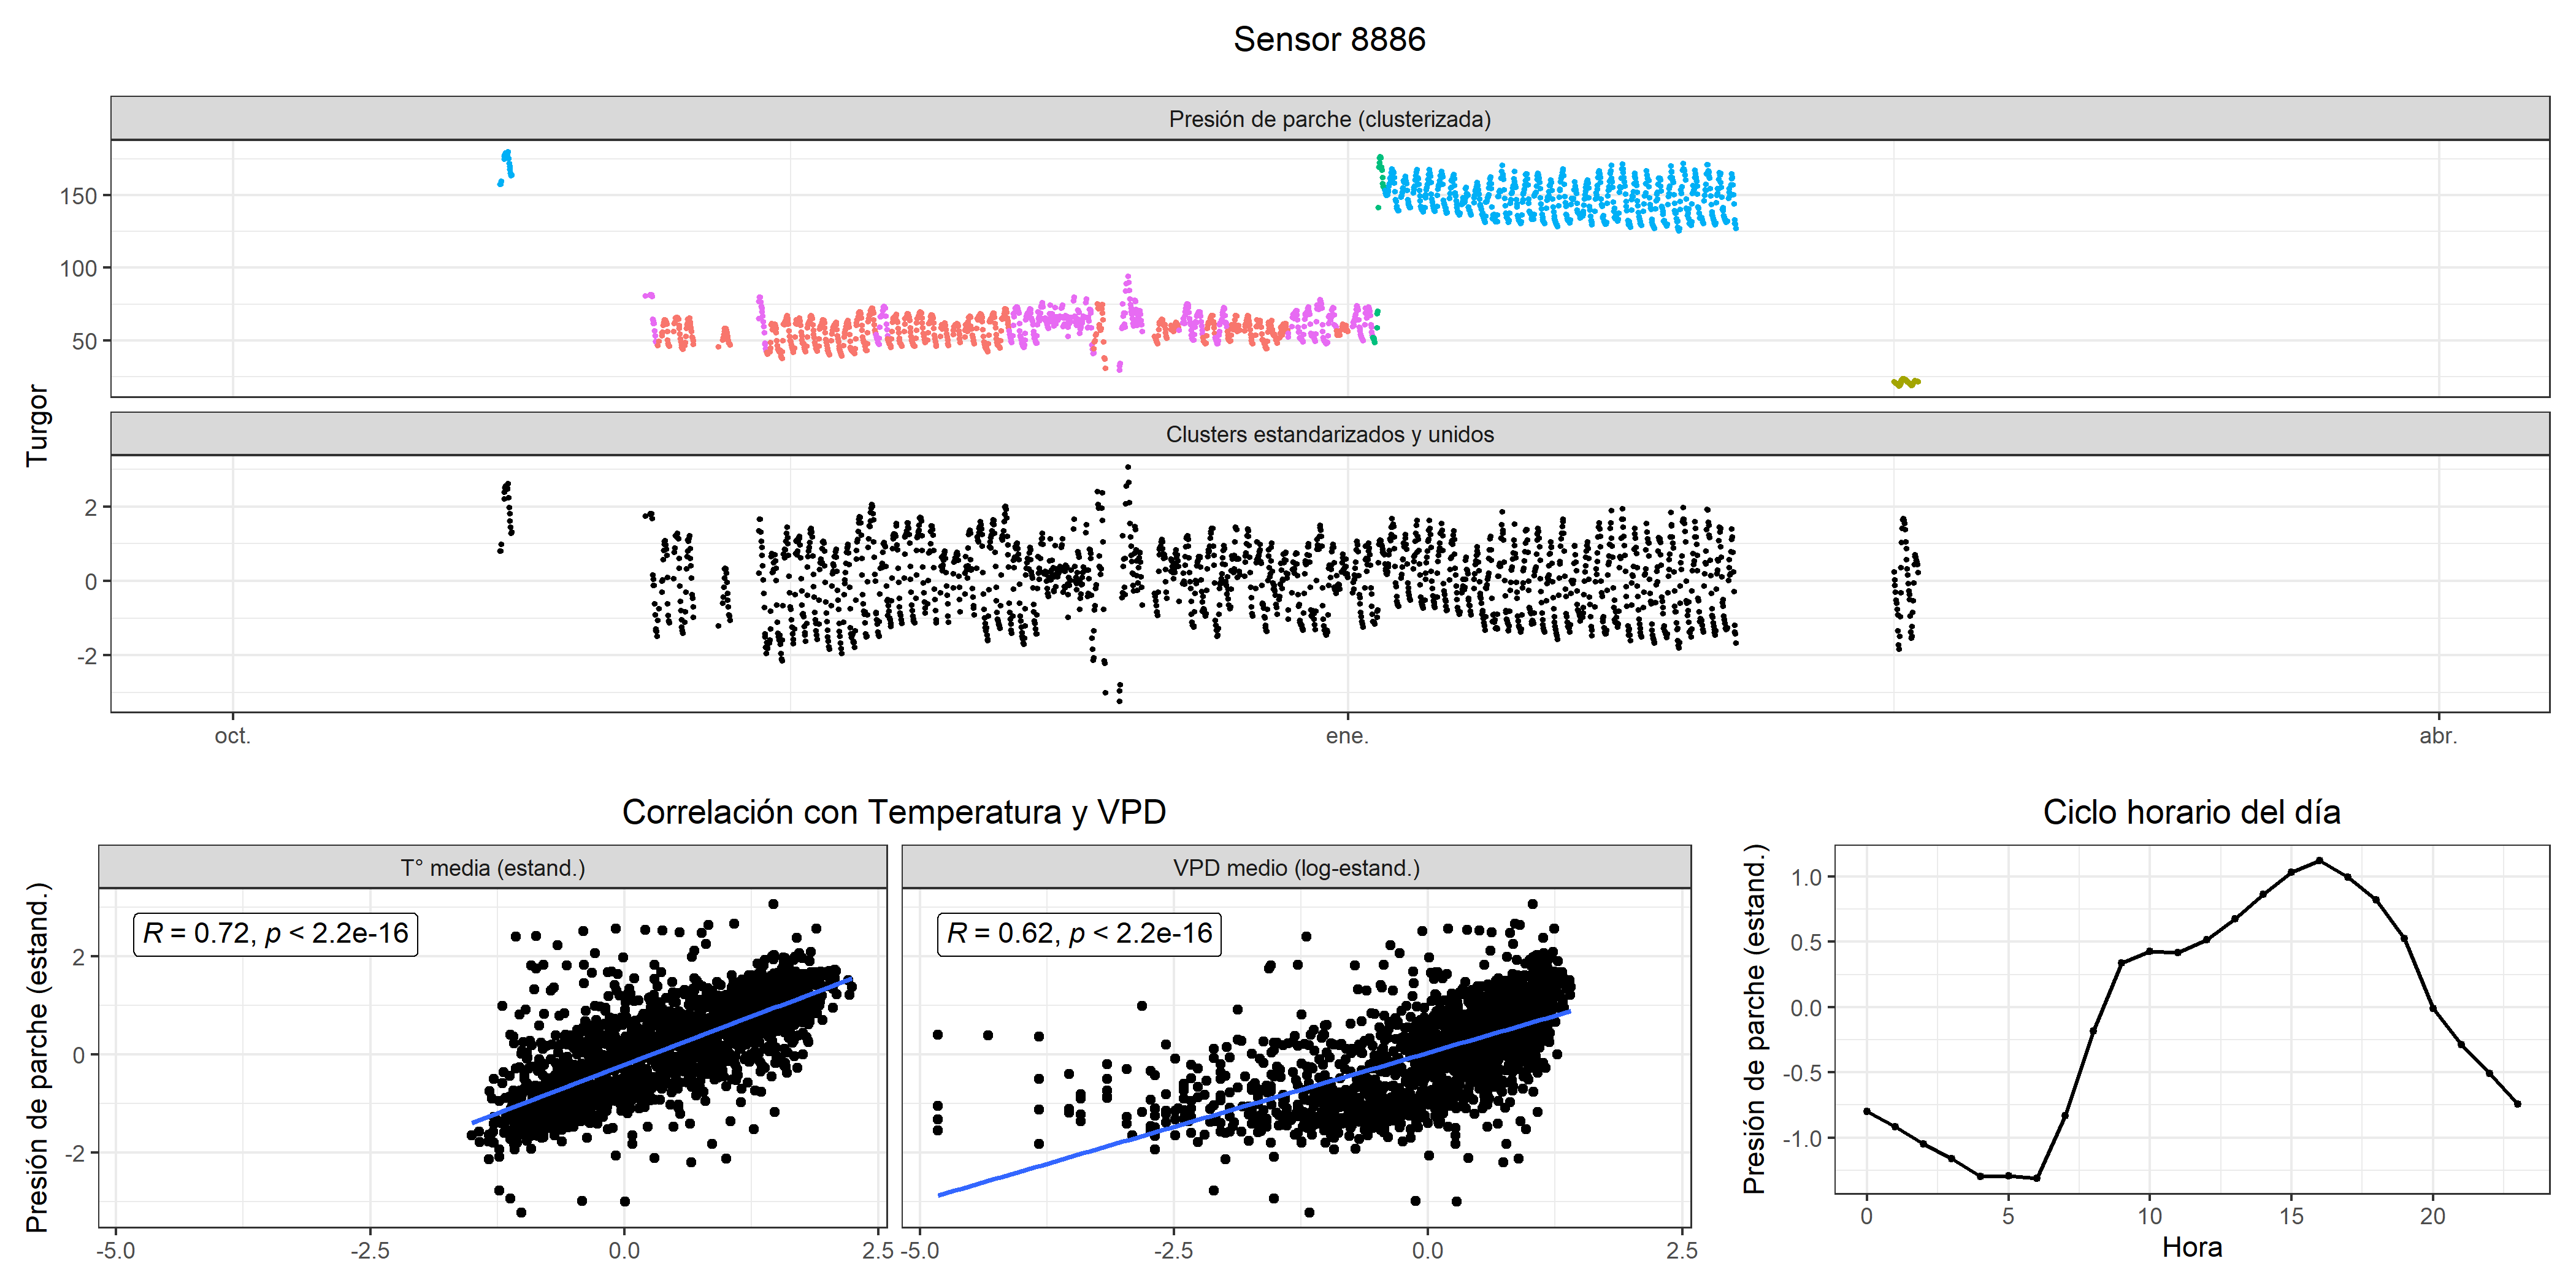 Sensor 8886
Presión de parche (clusterizada)
150
100
50
Turgor
Clusters estandarizados y unidos
2
0
-2
oct.
ene.
abr.
Correlación con Temperatura y VPD
T° media (estand.)
VPD medio (log-estand.)
Presión de parche (estand.)
R = 0.72, p < 2.2e-16
R = 0.62, p < 2.2e-16
2
0
-2
-5.0
-2.5
0.0
2.5
-5.0
-2.5
0.0
2.5
Ciclo horario del día
Presión de parche (estand.)
1.0
0.5
0.0
-0.5
-1.0
0
5
10
15
20
Hora